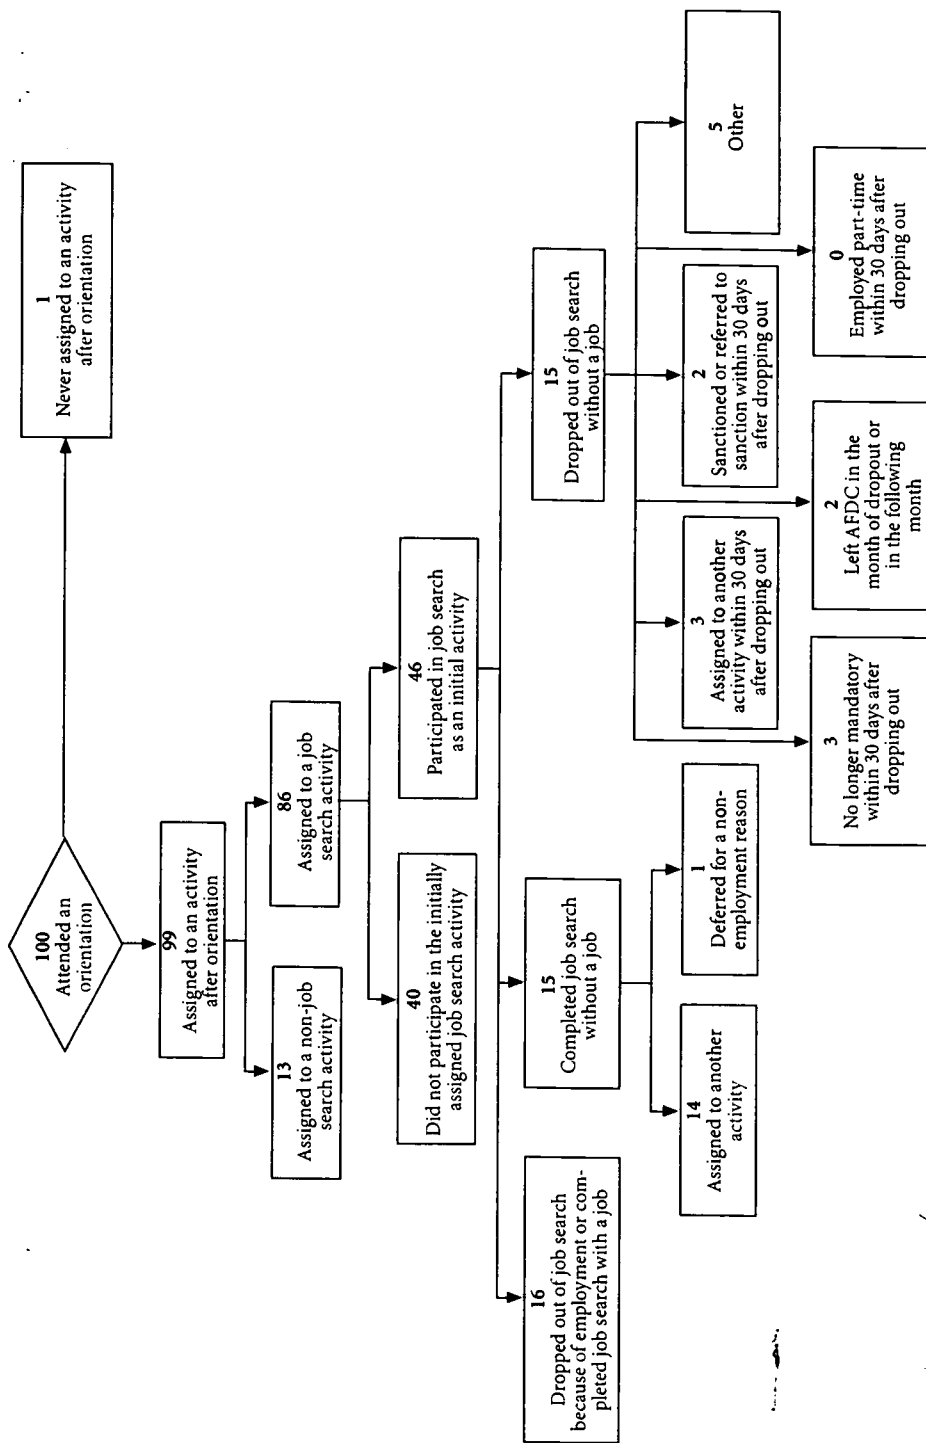 100
Attended an
orientation
1
Never assigned to an activity
after orientation
99
Assigned to an activity
after orientation
13
Assigned to a non-job
search activity
86
Assigned to a job
search activity
40
Did not participate in the initially
assigned job search activity
46
Participated in job search
as an initial activity
16
Dropped out of job search
because of employment or com-
pleted job search with a job
15
Completed job search
without a job
15
Dropped out of job search
without a job
14
Assigned to another
activity
1
Deferred for a non-
employment reason
3
Assigned to another
activity within 30 days
after dropping out
2
Sanctioned or referred to
sanction within 30 days
after dropping out
5
Other
3
No longer mandatory
within 30 days after
dropping out
2
Left AFDC in the
month of dropout or
in the following
month
0
Employed part-time
within 30 days after
dropping out